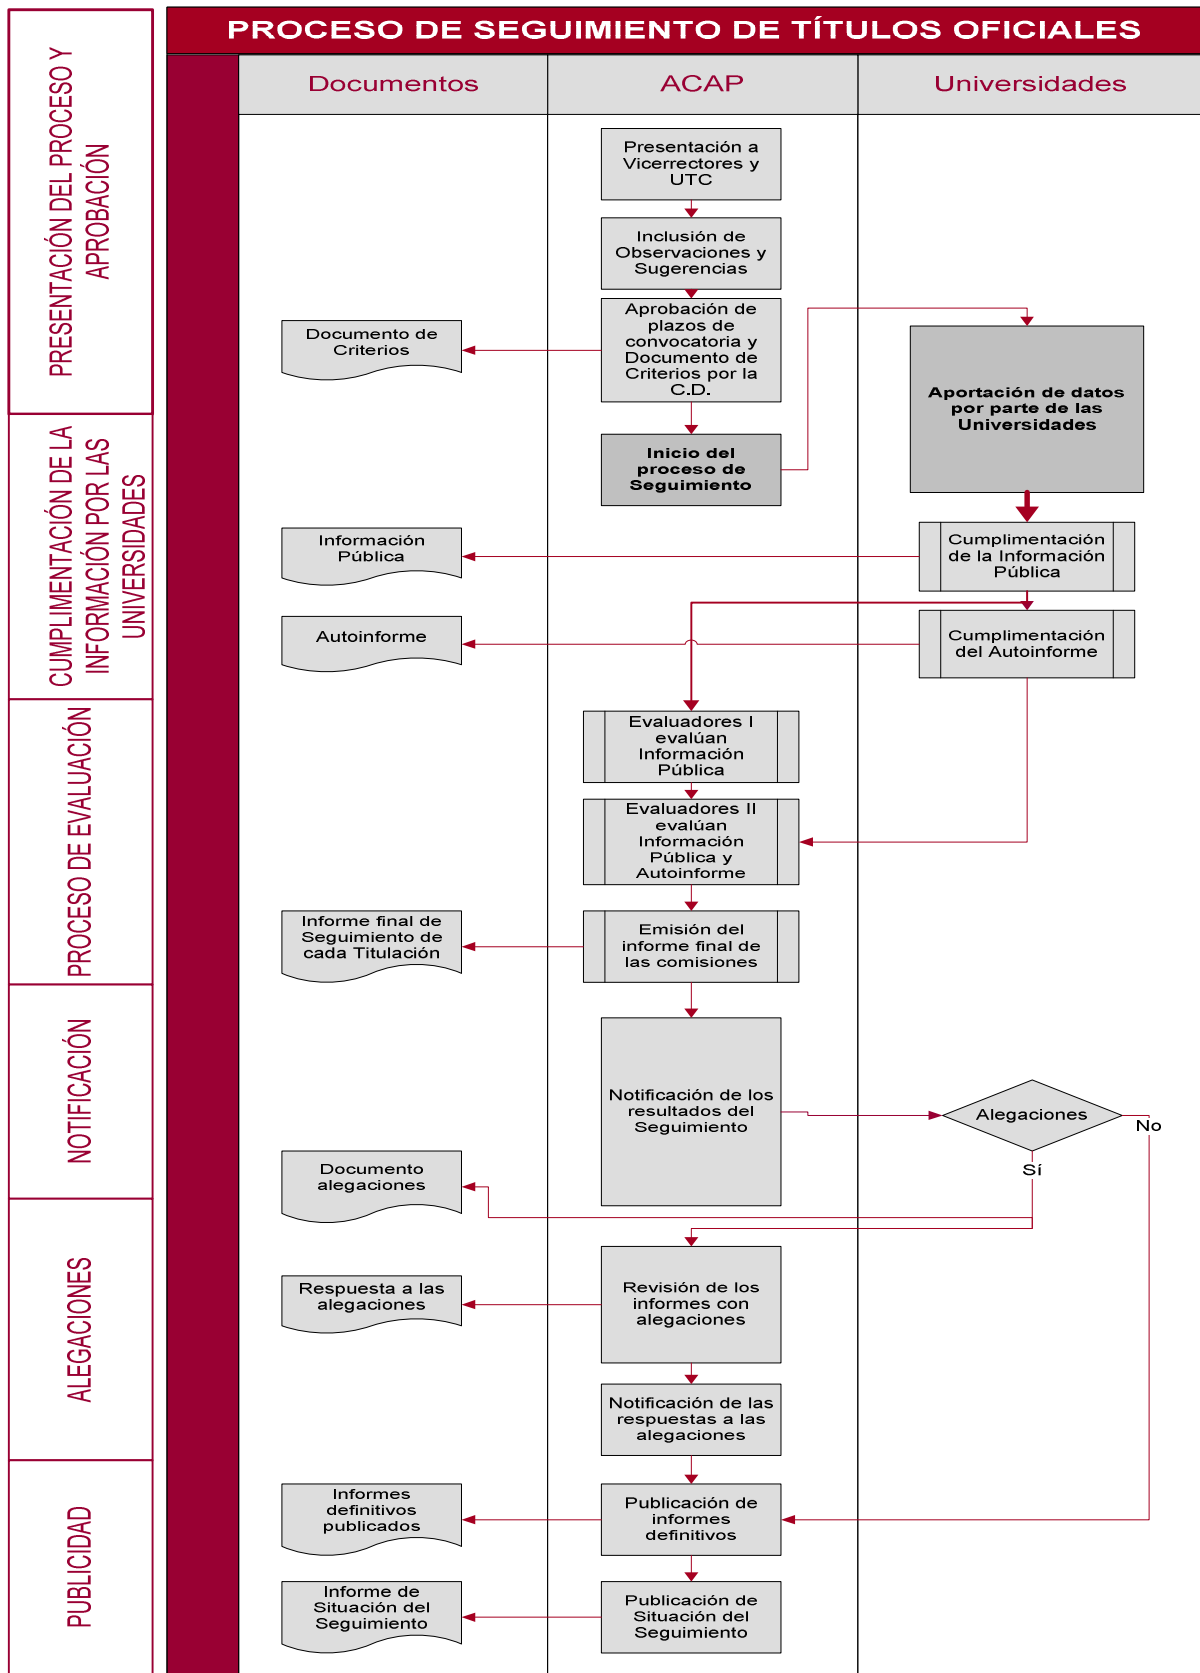 PROCESO DE SEGUIMIENTO DE TÍTULOS OFICIALES
Documentos
ACAP
Universidades
PRESENTACIÓN DEL PROCESO Y
APROBACIÓN
Presentación a
Vicerrectores y
UTC
Inclusión de
Observaciones y
Sugerencias
Aprobación de
plazos de
convocatoria y
Documento de
Criterios por la
C.D.
Documento de
Criterios
Inicio del
proceso de
Seguimiento
Aportación de datos
por parte de las
Universidades
CUMPLIMENTACIÓN DE LA
INFORMACIÓN POR LAS
UNIVERSIDADES
Información
Pública
Cumplimentación
de la Información
Pública
Autoinforme
Cumplimentación
del Autoinforme
PROCESO DE EVALUACIÓN
Evaluadores I
evalúan
Información
Pública
Evaluadores II
evalúan
Información
Pública y
Autoinforme
Informe final de
Seguimiento de
cada Titulación
Emisión del
informe final de
las comisiones
NOTIFICACIÓN
Notificación de los
resultados del
Seguimiento
Alegaciones
No
Sí
Documento
alegaciones
ALEGACIONES
Respuesta a las
alegaciones
Revisión de los
informes con
alegaciones
Notificación de las
respuestas a las
alegaciones
PUBLICIDAD
Informes
definitivos
publicados
Publicación de
informes
definitivos
Informe de
Situación del
Seguimiento
Publicación de
Situación del
Seguimiento